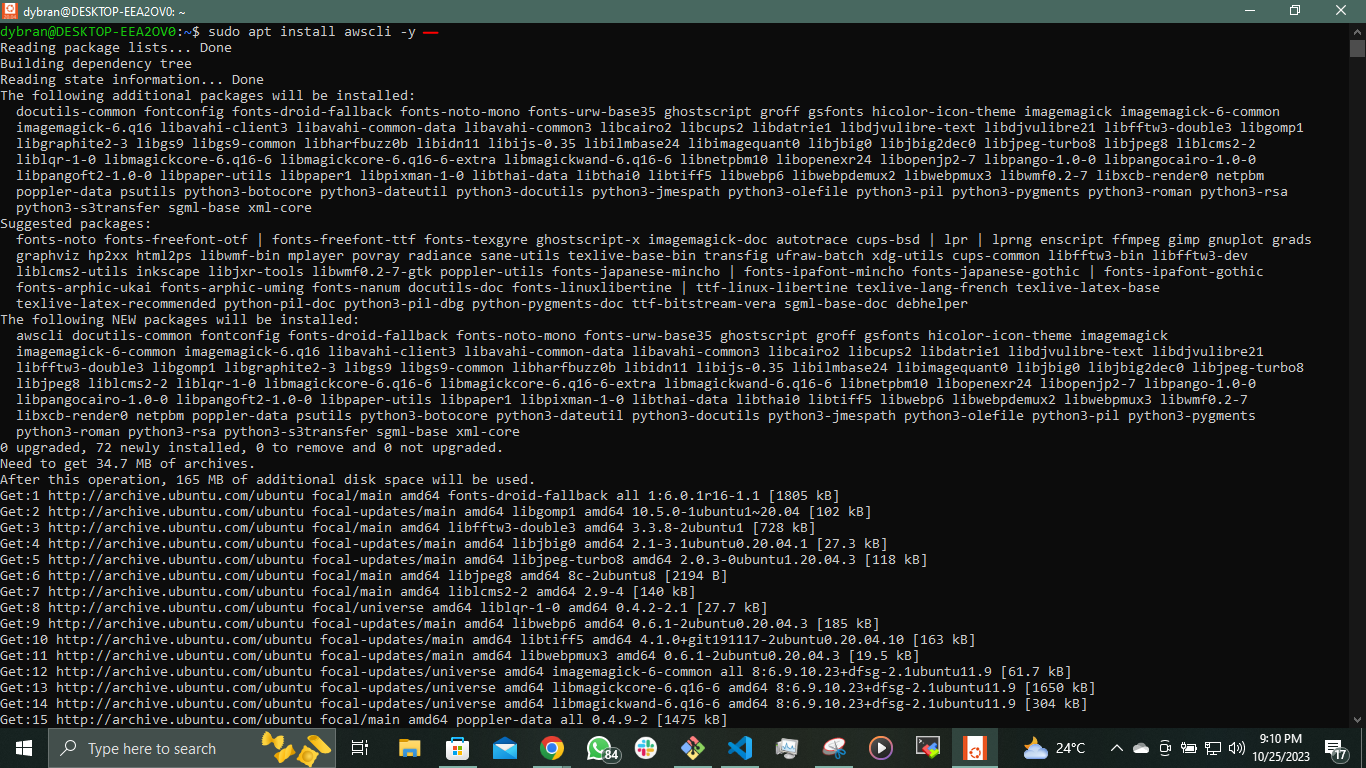 dybran@DESKTOP-EEA2OV0: ~
dybran@DESKTOP-EEA2OV0:~$ sudo apt install awscli -y
Reading package lists... Done
Building dependency tree
Reading state information... Done
The following additional packages will be installed:
docutils-common fontconfig fonts-droid-fallback fonts-noto-mono fonts-urw-base35 ghostscript groff gsfonts hicolor-icon-theme imagemagick imagemagick-6-common
imagemagick-6.q16 libavahi-client3 libavahi-common-data libavahi-common3 libcairo2 libcups2 libdatrie1 libdjvulibre-text libdjvulibre21 libfftw3-double3 libgomp1
libgraphite2-3 libgs9 libgs9-common libharfbuzz0b libidn11 libijs-0.35 libilmbase24 libimagequant0 libjbig0 libjbig2dec0 libjpeg-turbo8 libjpeg8 liblcms2-2
liblqr-1-0 libmagickcore-6.q16-6 libmagickcore-6.q16-6-extra libmagickwand-6.q16-6 libnetpbm10 libopenexr24 libopenjp2-7 libpango-1.0-0 libpangocairo-1.0-0
libpangoft2-1.0-0 libpaper-utils libpaper1 libpixman-1-0 libthai-data libthai0 libtiff5 libwebp6 libwebpdemux2 libwebpmux3 libwmf0.2-7 libxcb-render0 netpbm
poppler-data psutils python3-botocore python3-dateutil python3-docutils python3-jmespath python3-olefile python3-pil python3-pygments python3-roman python3-rsa
python3-s3transfer sgml-base xml-core
Suggested packages:
fonts-noto fonts-freefont-otf | fonts-freefont-ttf fonts-texgyre ghostscript-x imagemagick-doc autotrace cups-bsd | lpr | lprng enscript ffmpeg gimp gnuplot grads
graphviz hp2xx html2ps libwmf-bin mplayer povray radiance sane-utils texlive-base-bin transfig ufraw-batch xdg-utils cups-common libfftw3-bin libfftw3-dev
liblcms2-utils inkscape libjxr-tools libwmf0.2-7-gtk poppler-utils fonts-japanese-mincho | fonts-ipafont-mincho fonts-japanese-gothic | fonts-ipafont-gothic
fonts-arphic-ukai fonts-arphic-uming fonts-nanum docutils-doc fonts-linuxlibertine | ttf-linux-libertine texlive-lang-french texlive-latex-base
texlive-latex-recommended python-pil-doc python3-pil-dbg python-pygments-doc ttf-bitstream-vera sgml-base-doc debhelper
The following NEW packages will be installed:
awscli docutils-common fontconfig fonts-droid-fallback fonts-noto-mono fonts-urw-base35 ghostscript groff gsfonts hicolor-icon-theme imagemagick
imagemagick-6-common imagemagick-6.q16 libavahi-client3 libavahi-common-data libavahi-common3 libcairo2 libcups2 libdatrie1 libdjvulibre-text libdjvulibre21
libfftw3-double3 libgomp1 libgraphite2-3 libgs9 libgs9-common libharfbuzz0b libidn11 libijs-0.35 libilmbase24 libimagequant0 libjbig0 libjbig2dec0 libjpeg-turbo8
libjpeg8 liblcms2-2 liblqr-1-0 libmagickcore-6.q16-6 libmagickcore-6.q16-6-extra libmagickwand-6.q16-6 libnetpbm10 libopenexr24 libopenjp2-7 libpango-1.0-0
libpangocairo-1.0-0 libpangoft2-1.0-0 libpaper-utils libpaper1 libpixman-1-0 libthai-data libthai0 libtiff5 libwebp6 libwebpdemux2 libwebpmux3 libwmf0.2-7
libxcb-render0 netpbm poppler-data psutils python3-botocore python3-dateutil python3-docutils python3-jmespath python3-olefile python3-pil python3-pygments
python3-roman python3-rsa python3-s3transfer sgml-base xml-core
0 upgraded, 72 newly installed, 0 to remove and 0 not upgraded.
Need to get 34.7 MB of archives.
After this operation, 165 MB of additional disk space will be used.
Get:1 http://archive.ubuntu.com/ubuntu focal/main amd64 fonts-droid-fallback all 1:6.0.1r16-1.1 [1805 kB]
Get:2 http://archive.ubuntu.com/ubuntu focal-updates/main amd64 libgomp1 amd64 10.5.0-1ubuntu1~20.04 [102 kB]
Get:3 http://archive.ubuntu.com/ubuntu focal/main amd64 libfftw3-double3 amd64 3.3.8-2ubuntu1 [728 kB]
Get:4 http://archive.ubuntu.com/ubuntu focal-updates/main amd64 libjbig0 amd64 2.1-3.1ubuntu0.20.04.1 [27.3 kB]
Get:5 http://archive.ubuntu.com/ubuntu focal-updates/main amd64 libjpeg-turbo8 amd64 2.0.3-0ubuntu1.20.04.3 [118 kB]
Get:6 http://archive.ubuntu.com/ubuntu focal/main amd64 libjpeg8 amd64 8c-2ubuntu8 [2194 B]
Get:7 http://archive.ubuntu.com/ubuntu focal/main amd64 liblcms2-2 amd64 2.9-4 [140 kB]
Get:8 http://archive.ubuntu.com/ubuntu focal/universe amd64 liblqr-1-0 amd64 0.4.2-2.1 [27.7 kB]
Get:9 http://archive.ubuntu.com/ubuntu focal-updates/main amd64 libwebp6 amd64 0.6.1-2ubuntu0.20.04.3 [185 kB]
Get:10 http://archive.ubuntu.com/ubuntu focal-updates/main amd64 libtiff5 amd64 4.1.0+git191117-2ubuntu0.20.04.10 [163 kB]
Get:11 http://archive.ubuntu.com/ubuntu focal-updates/main amd64 libwebpmux3 amd64 0.6.1-2ubuntu0.20.04.3 [19.5 kB]
Get:12 http://archive.ubuntu.com/ubuntu focal-updates/universe amd64 imagemagick-6-common all 8:6.9.10.23+dfsg-2.1ubuntu11.9 [61.7 kB]
Get:13 http://archive.ubuntu.com/ubuntu focal-updates/universe amd64 libmagickcore-6.q16-6 amd64 8:6.9.10.23+dfsg-2.1ubuntu11.9 [1650 kB]
Get:14 http://archive.ubuntu.com/ubuntu focal-updates/universe amd64 libmagickwand-6.q16-6 amd64 8:6.9.10.23+dfsg-2.1ubuntu11.9 [304 kB]
Get:15 http://archive.ubuntu.com/ubuntu focal/main amd64 poppler-data all 0.4.9-2 [1475 kB]
Type here to search
84
24°C
9:10 PM
10/25/2023
17